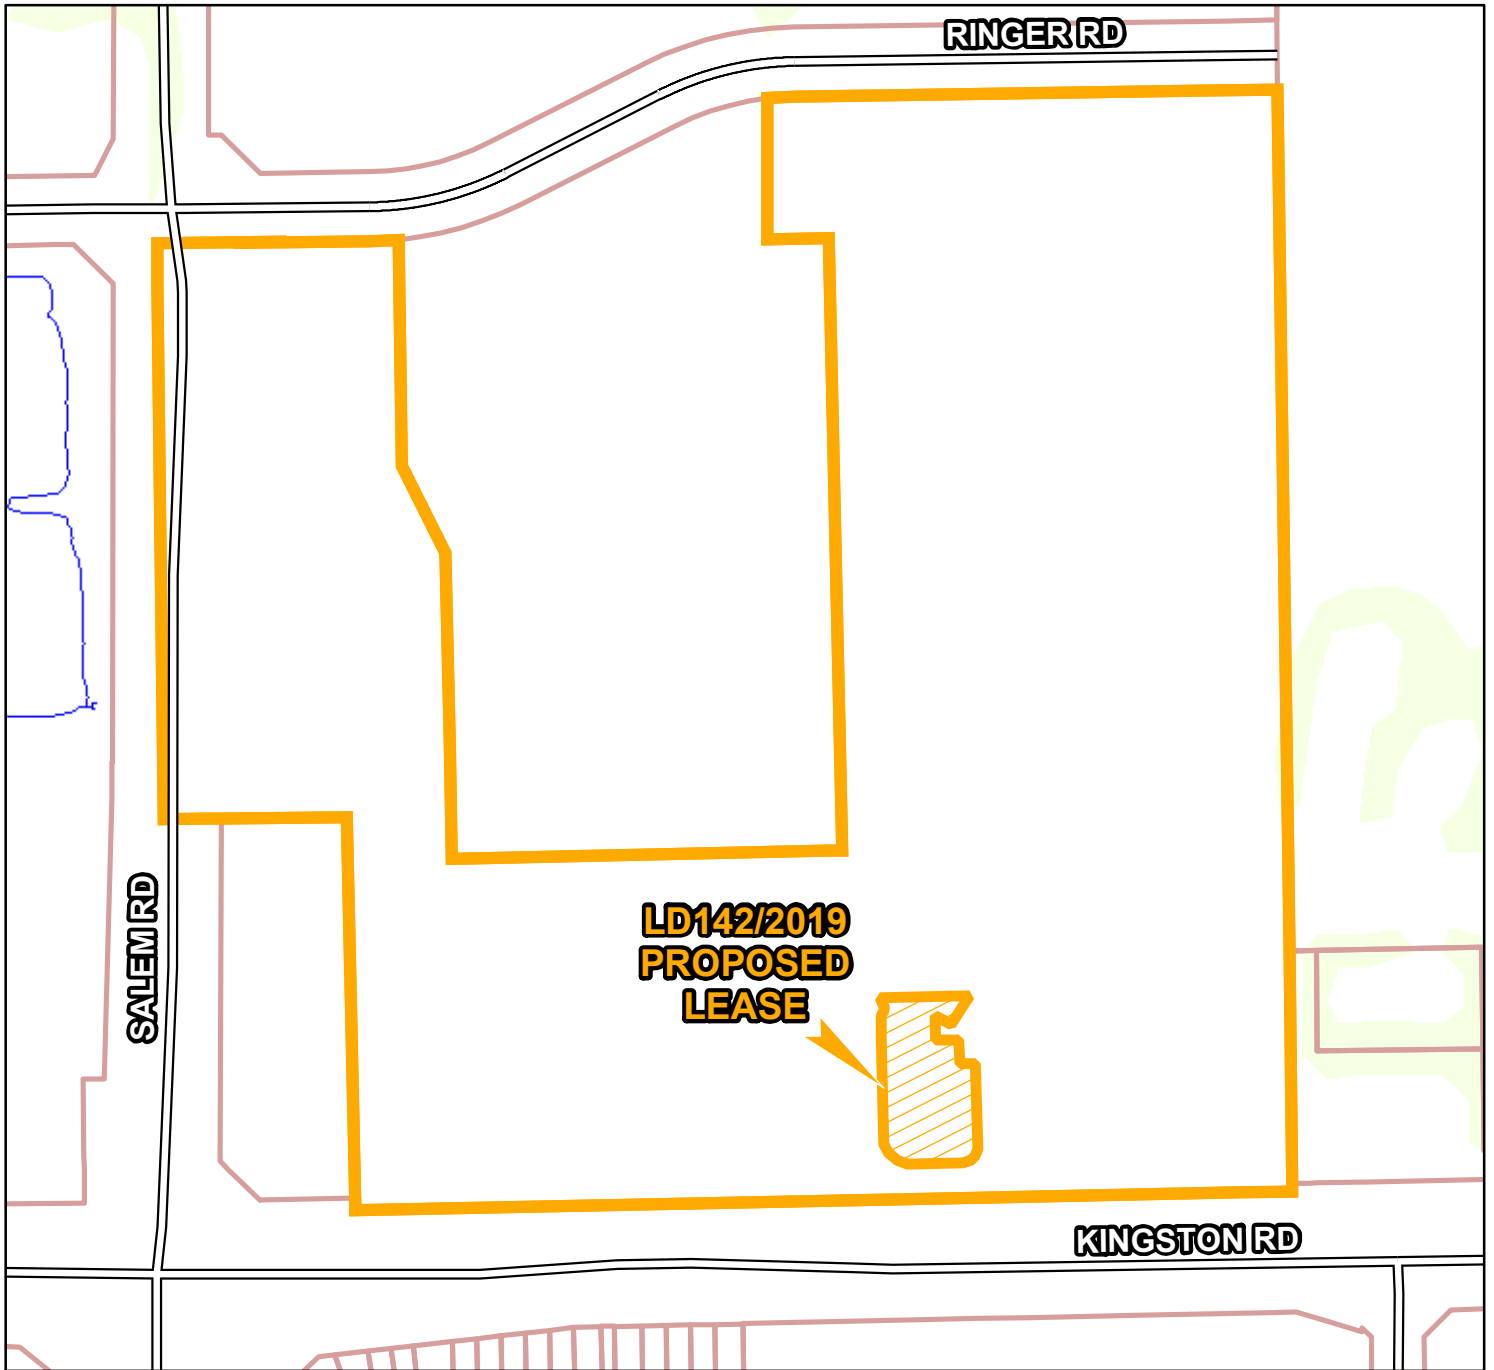 RINGER RD
SALEM RD
LD142/2019
PROPOSED
LEASE
KINGSTON RD